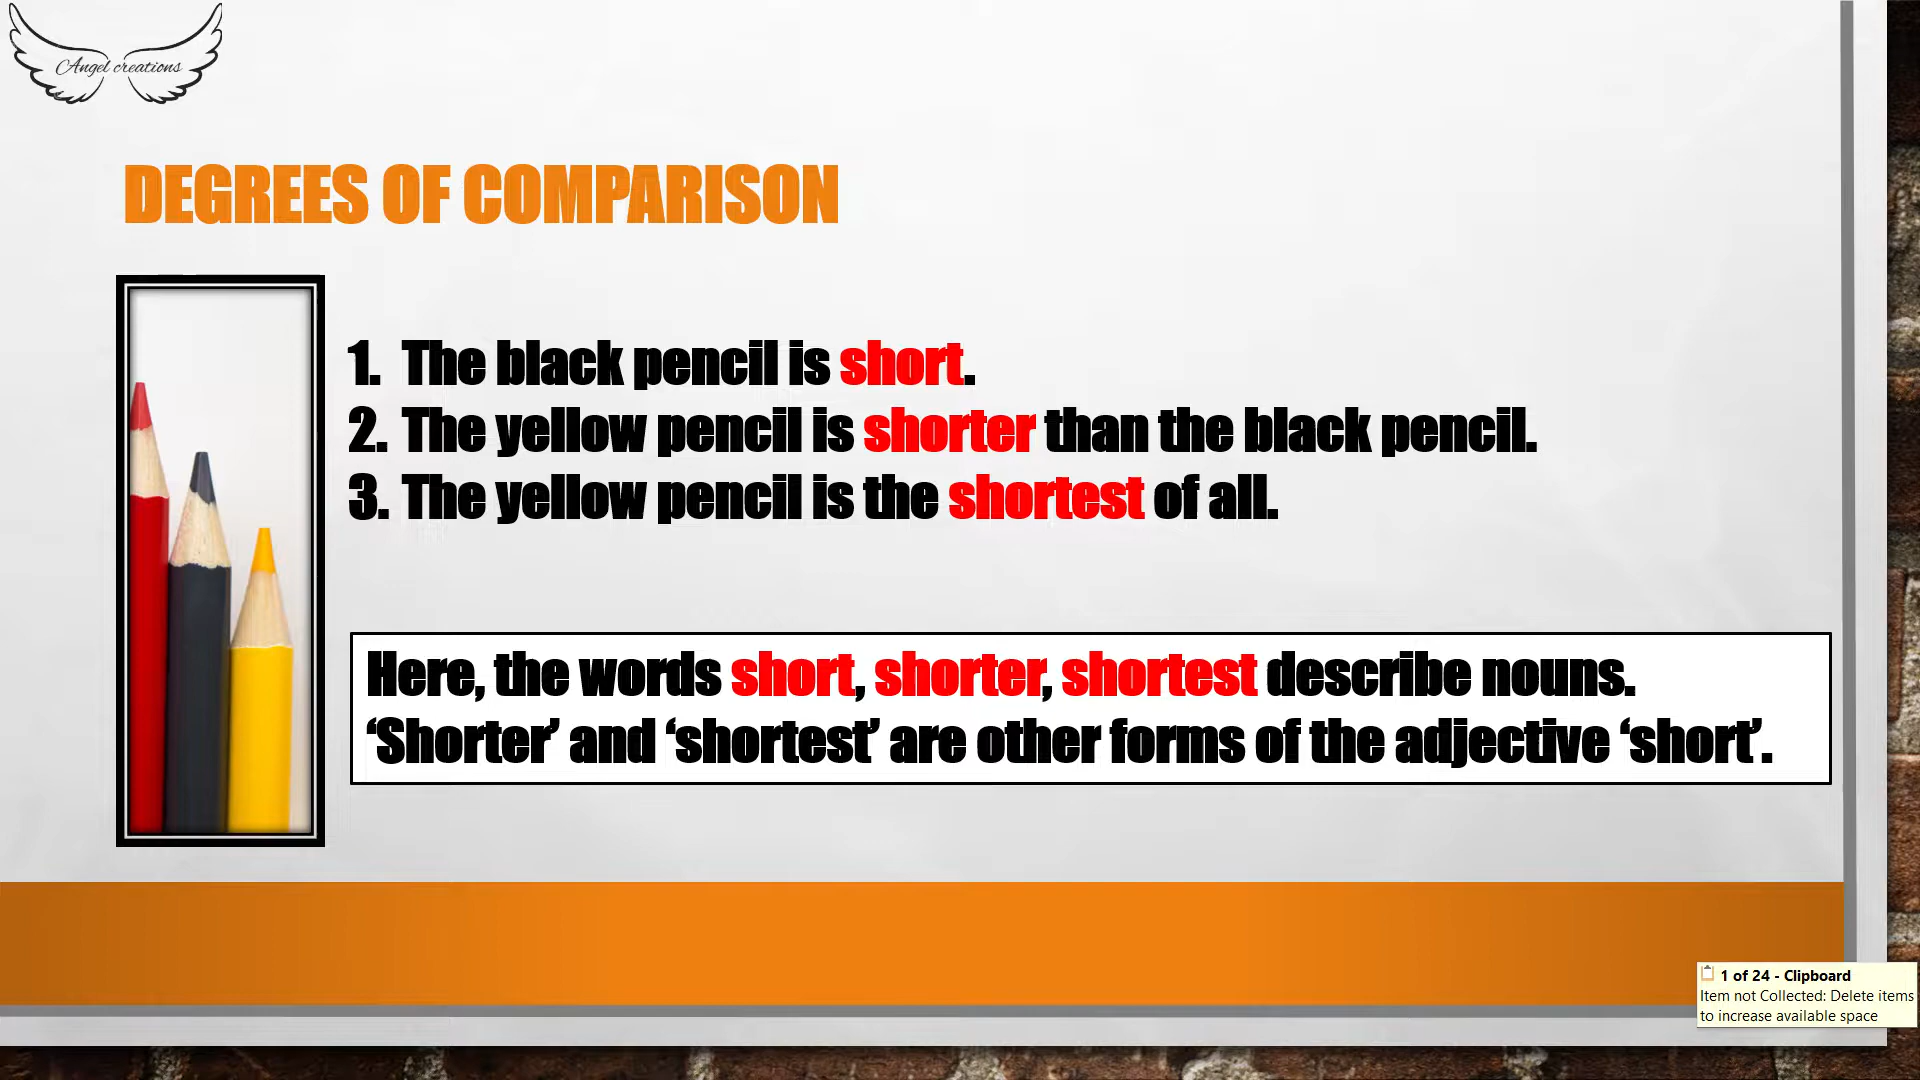 Angel creations
DEGREES OF COMPARISON
1. The black pencil is short.
2. The yellow pencil is shorter than the black pencil.
3. The yellow pencil is the shortest of all.
Here, the words short, shorter, shortest describe nouns.
‘Shorter’ and ‘shortest’ are other forms of the adjective ‘short’.
1 of 24 - Clipboard
Item not Collected: Delete items
to increase available space